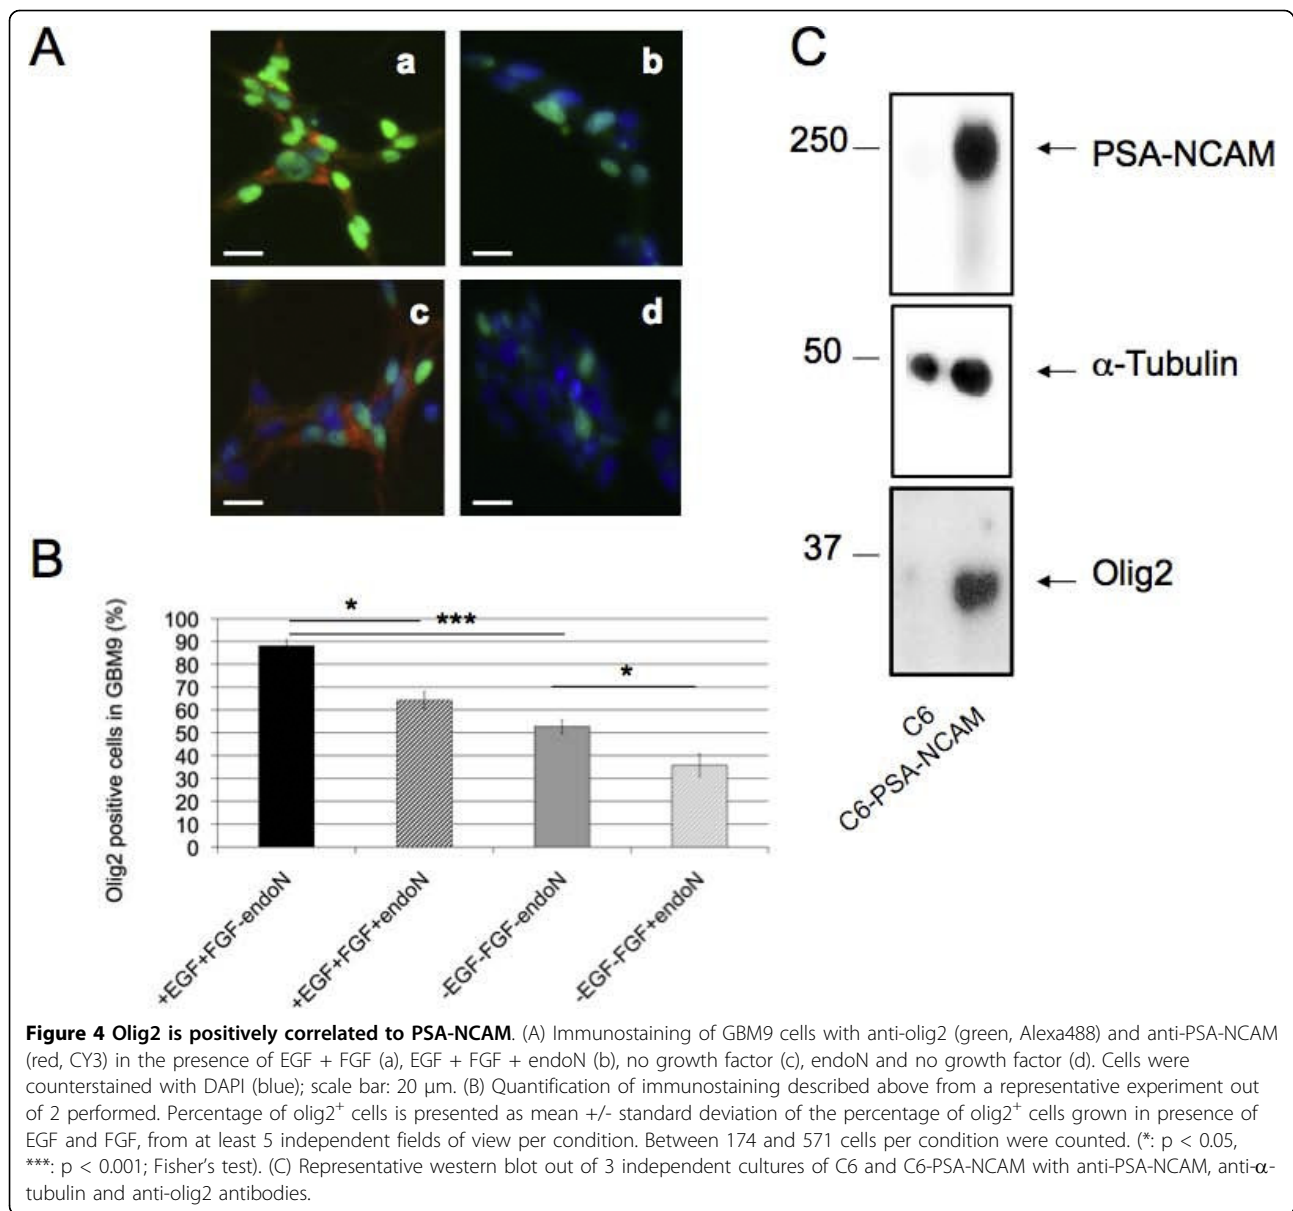 A
a
b
c
d
C
250
PSA-NCAM
50
α-Tubulin
37
Olig2
C6
C6-PSA-NCAM
B
Olig2 positive cells in GBM9 (%)
100
90
80
70
60
50
40
30
20
10
0
*
***
*
+EGF+FGF-endoN
+EGF+FGF+endoN
-EGF-FGF-endoN
-EGF-FGF+endoN
Figure 4 Olig2 is positively correlated to PSA-NCAM. (A) Immunostaining of GBM9 cells with anti-olig2 (green, Alexa488) and anti-PSA-NCAM
(red, CY3) in the presence of EGF + FGF (a), EGF + FGF + endoN (b), no growth factor (c), endoN and no growth factor (d). Cells were
counterstained with DAPI (blue); scale bar: 20 μm. (B) Quantification of immunostaining described above from a representative experiment out
of 2 performed. Percentage of olig2⁺ cells is presented as mean +/- standard deviation of the percentage of olig2⁺ cells grown in presence of
EGF and FGF, from at least 5 independent fields of view per condition. Between 174 and 571 cells per condition were counted. (*: p < 0.05,
***: p < 0.001; Fisher's test). (C) Representative western blot out of 3 independent cultures of C6 and C6-PSA-NCAM with anti-PSA-NCAM, anti-α-
tubulin and anti-olig2 antibodies.